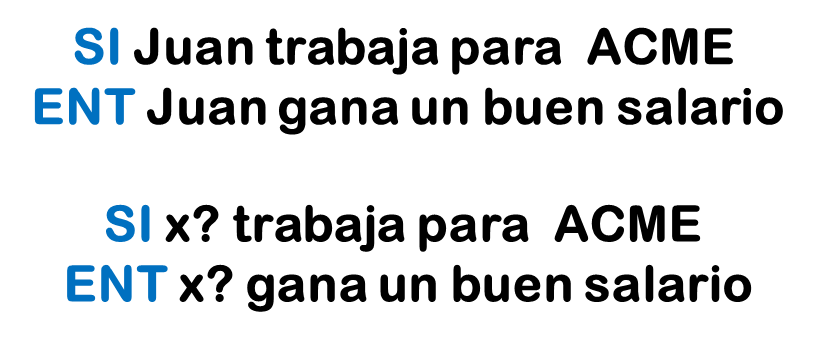 SI Juan trabaja para ACME
ENT Juan gana un buen salario
SI x? trabaja para ACME
ENT x? gana un buen salario